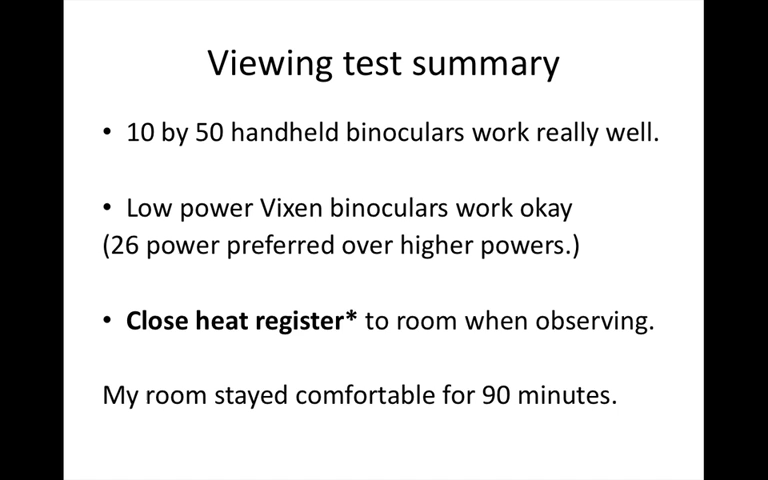 Viewing test summary
• 10 by 50 handheld binoculars work really well.
• Low power Vixen binoculars work okay
(26 power preferred over higher powers.)
• Close heat register* to room when observing.
My room stayed comfortable for 90 minutes.